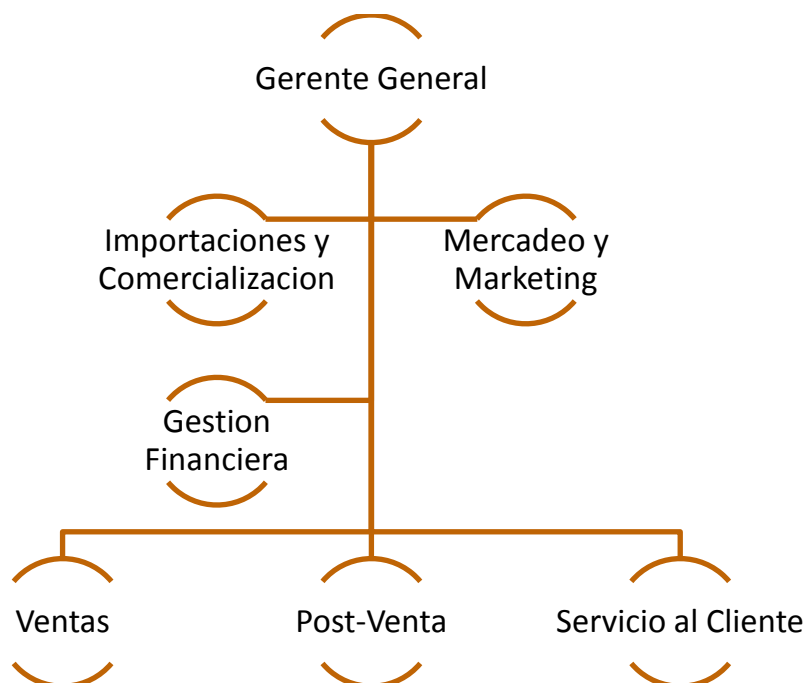 Gerente General
Importaciones y
Comercializacion
Mercadeo y
Marketing
Gestion
Financiera
Ventas
Post-Venta
Servicio al Cliente